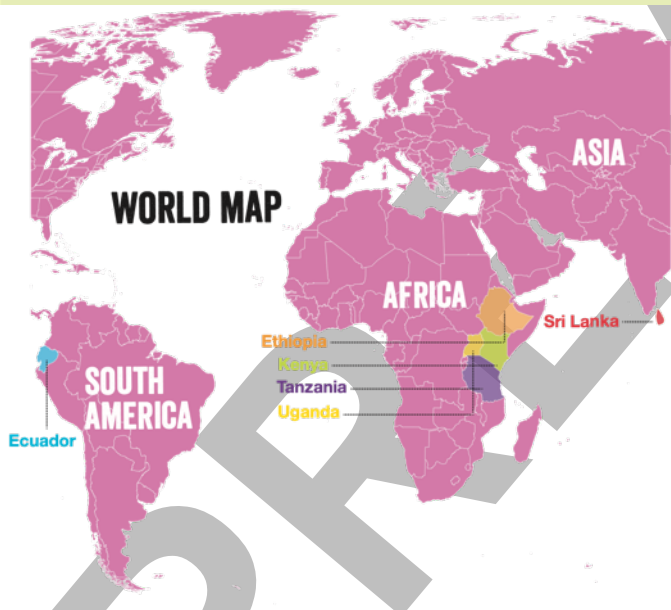 ASIA
WORLD MAP
AFRICA
Sri Lanka
Ethiopia
Kenya
SOUTH
AMERICA
Tanzania
Uganda
Ecuador